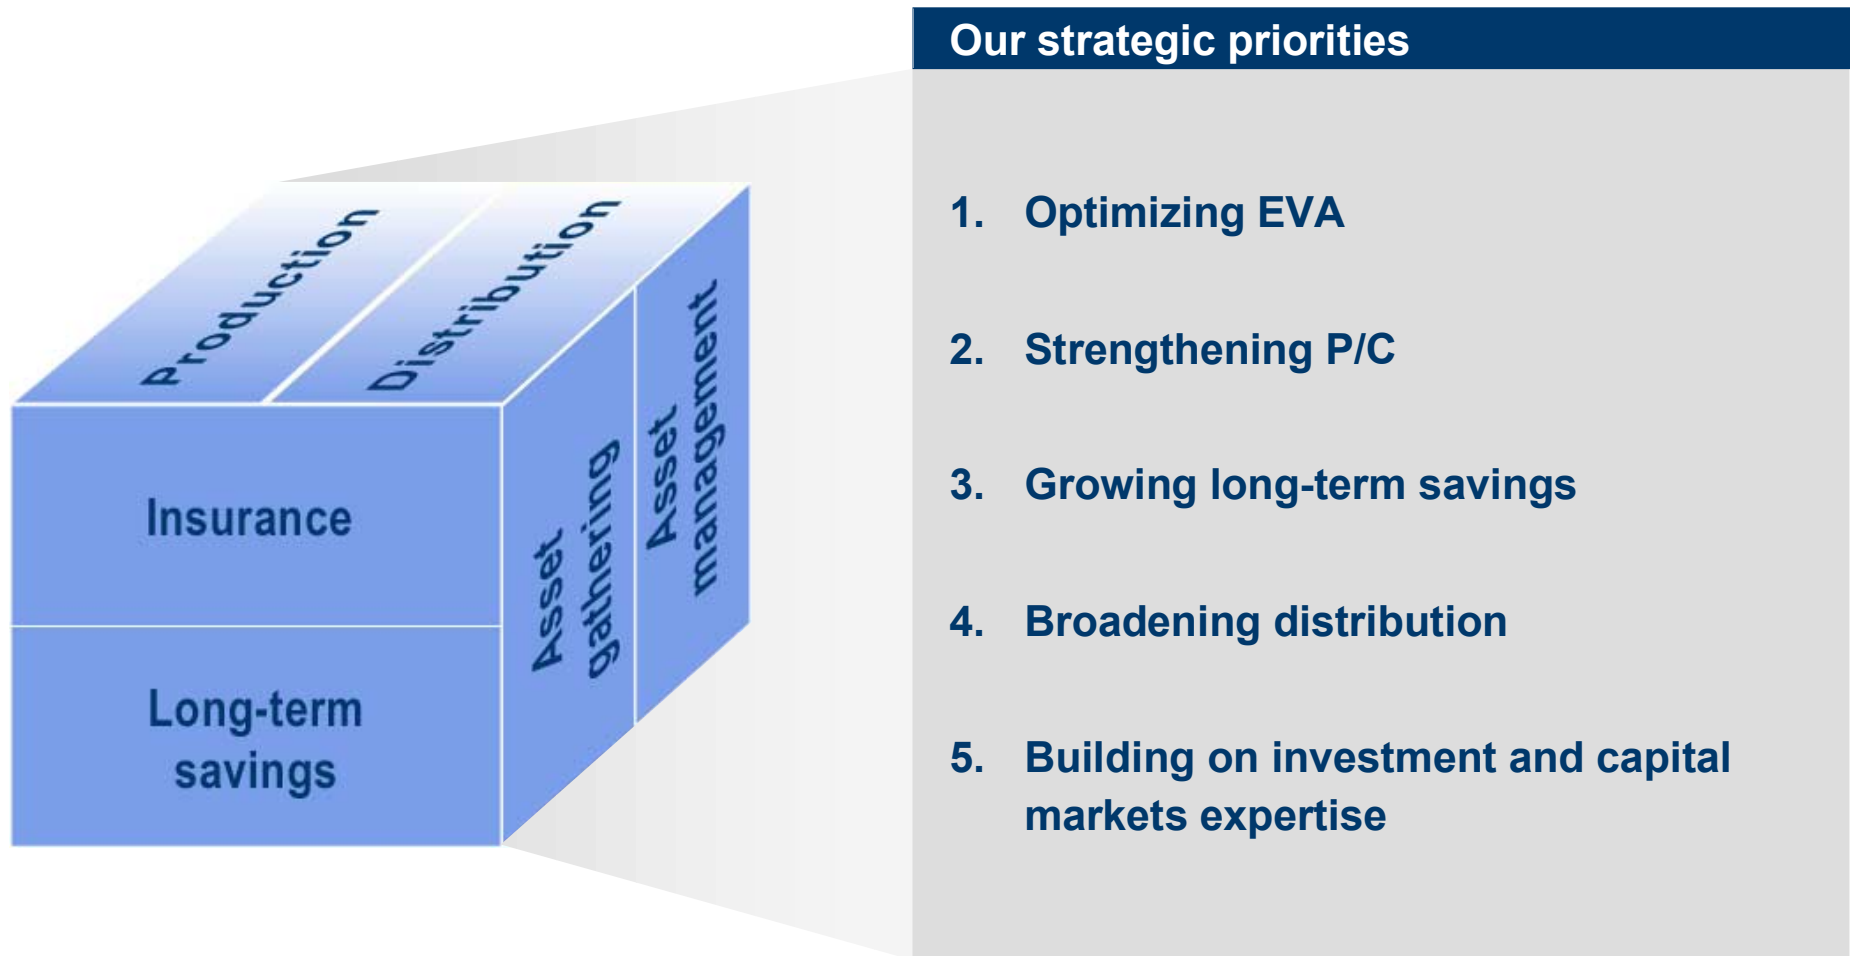 Our strategic priorities
Production
Distribution
Insurance
Long-term
savings
Asset
gathering
Asset
management
1. Optimizing EVA
2. Strengthening P/C
3. Growing long-term savings
4. Broadening distribution
5. Building on investment and capital
markets expertise